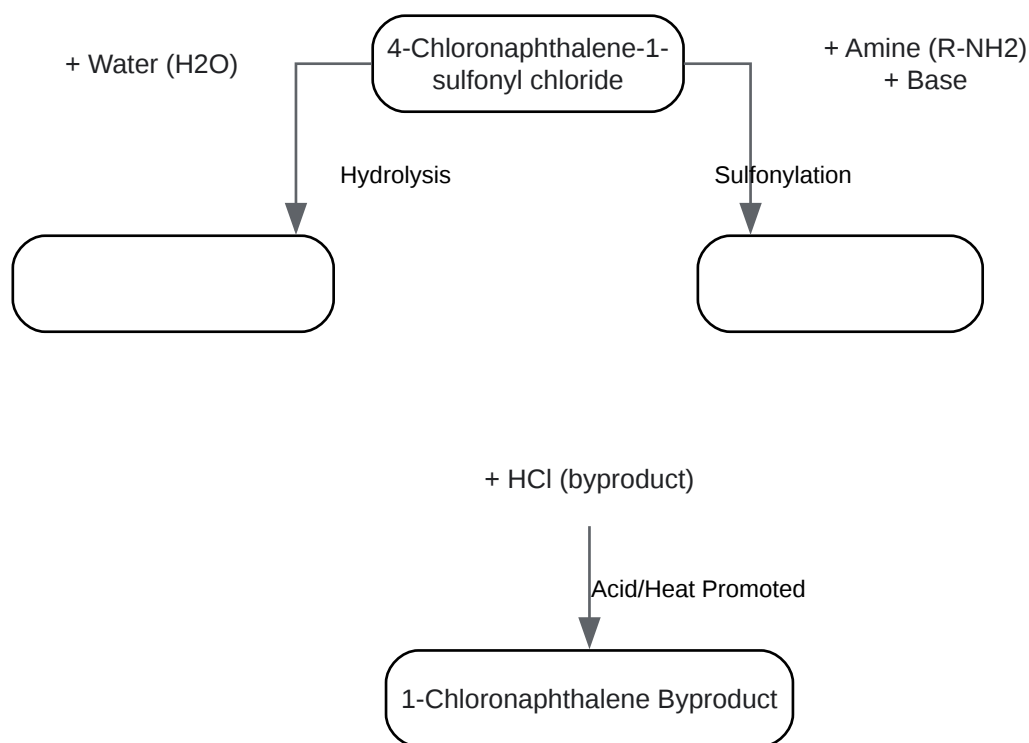 4-Chloronaphthalene-1-
sulfonyl chloride
+ Water (H2O)
+ Amine (R-NH2)
+ Base
Hydrolysis
Sulfonylation
+ HCl (byproduct)
Acid/Heat Promoted
1-Chloronaphthalene Byproduct